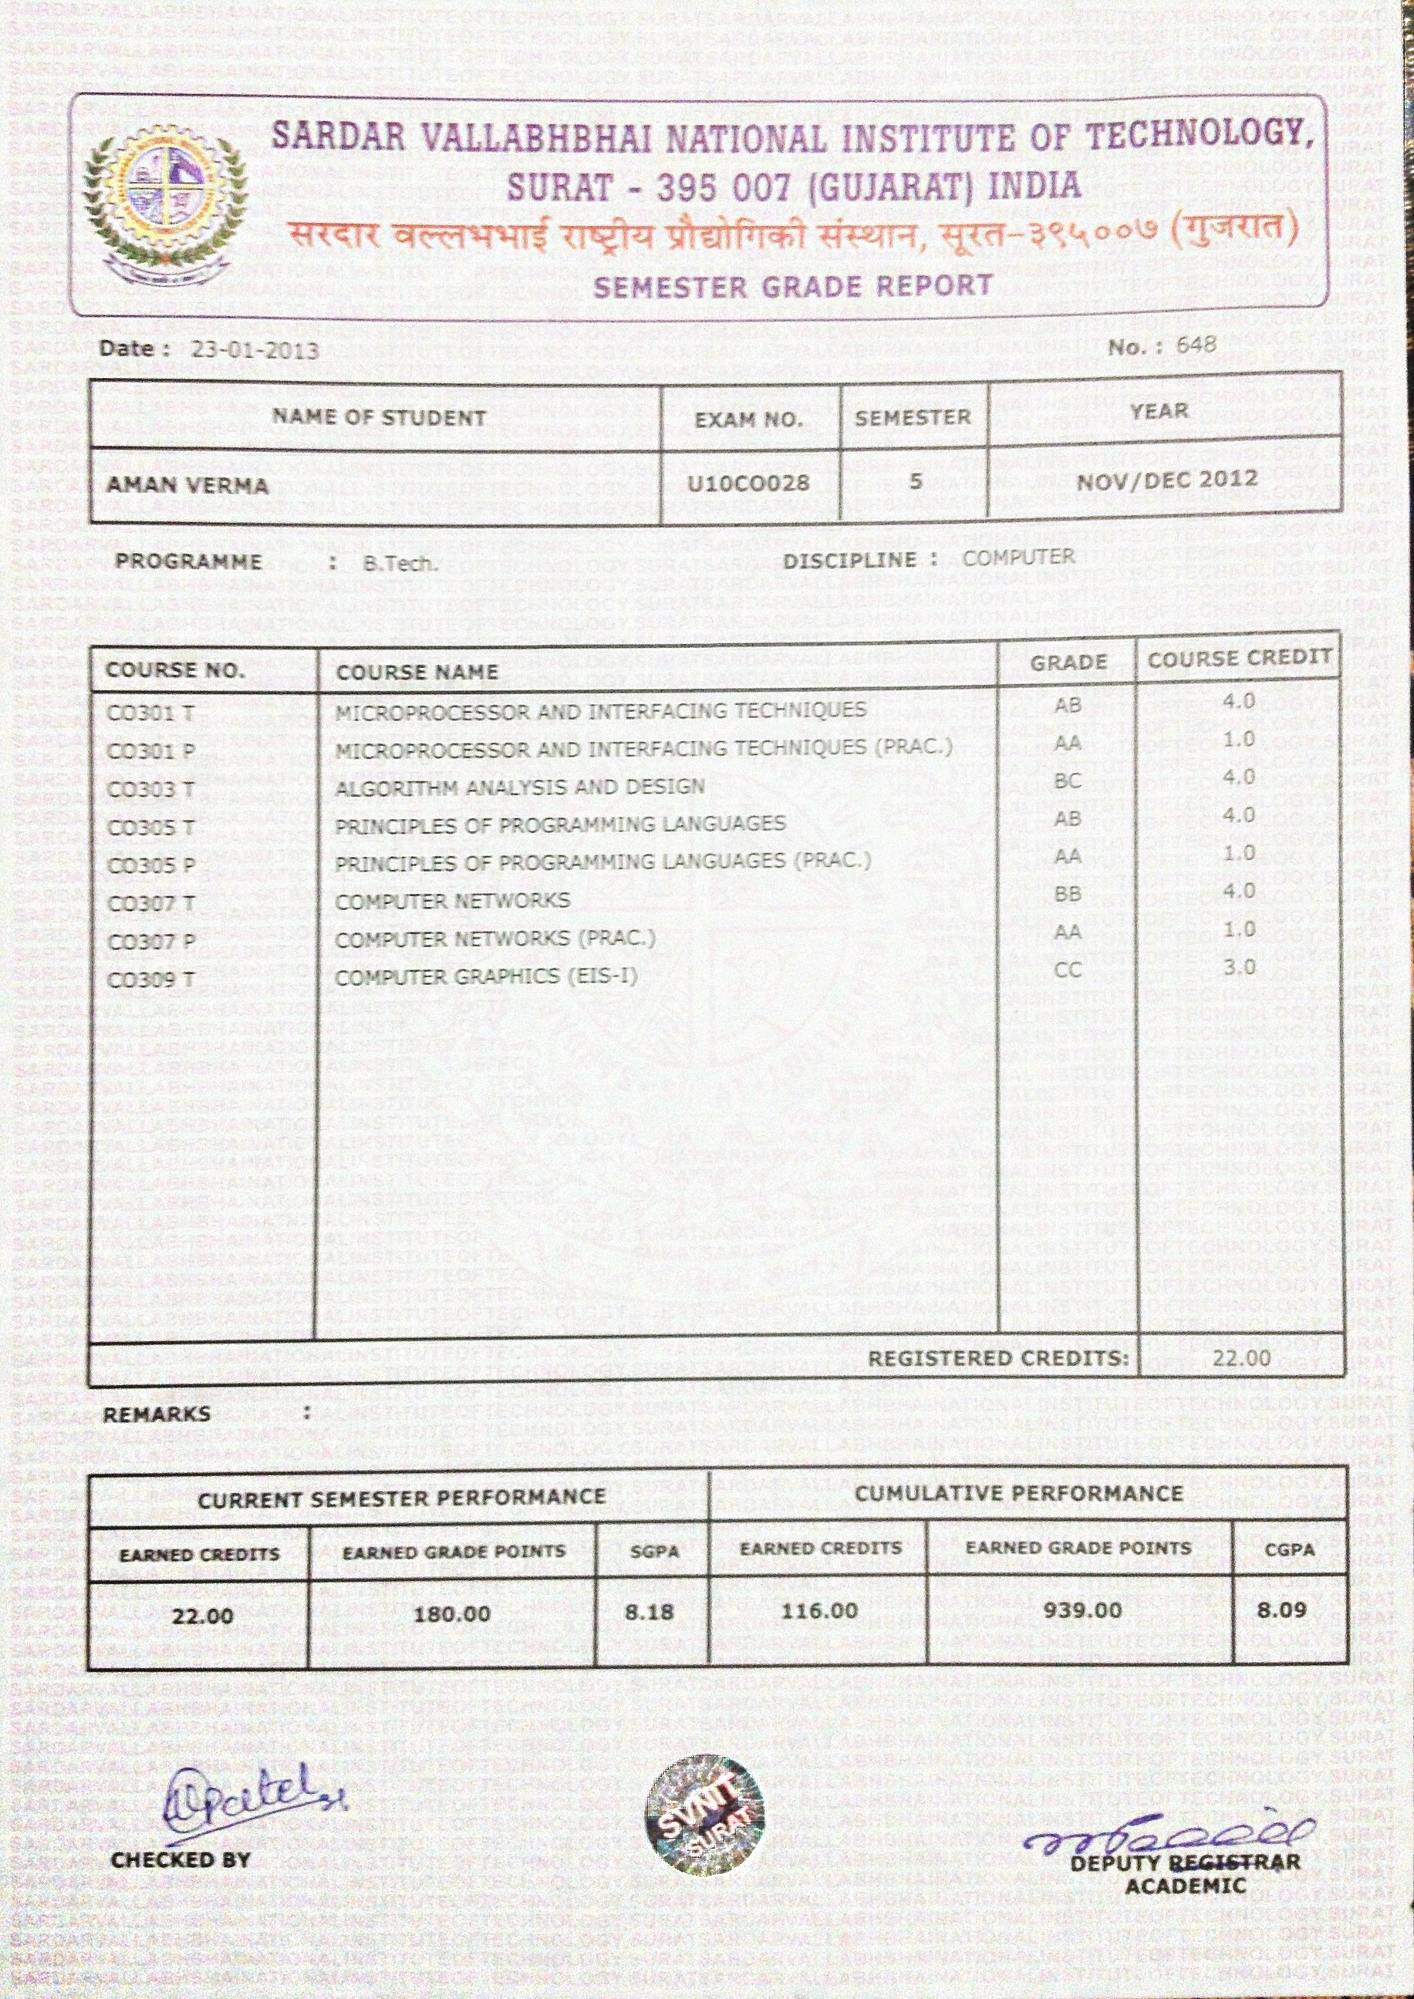 SARDAR VALLABHBHAI NATIONAL INSTITUTE OF TECHNOLOGY,
SURAT - 395 007 (GUJARAT) INDIA
सरदार वल्लभभाई राष्ट्रीय प्रौद्योगिकी संस्थान, सूरत-३९५००७ (गुजरात)
SEMESTER GRADE REPORT
Date : 23-01-2013 No. : 648
NAME OF STUDENT EXAM NO. SEMESTER YEAR
AMAN VERMA U10CO028 5 NOV/DEC 2012
PROGRAMME : B.Tech. DISCIPLINE : COMPUTER
COURSE NO. COURSE NAME GRADE COURSE CREDIT
CO301 T MICROPROCESSOR AND INTERFACING TECHNIQUES AB 4.0
CO301 P MICROPROCESSOR AND INTERFACING TECHNIQUES (PRAC.) AA 1.0
CO303 T ALGORITHM ANALYSIS AND DESIGN BC 4.0
CO305 T PRINCIPLES OF PROGRAMMING LANGUAGES AB 4.0
CO305 P PRINCIPLES OF PROGRAMMING LANGUAGES (PRAC.) AA 1.0
CO307 T COMPUTER NETWORKS BB 4.0
CO307 P COMPUTER NETWORKS (PRAC.) AA 1.0
CO309 T COMPUTER GRAPHICS (EIS-I) CC 3.0
REGISTERED CREDITS: 22.00
REMARKS :
CURRENT SEMESTER PERFORMANCE CUMULATIVE PERFORMANCE
EARNED CREDITS EARNED GRADE POINTS SGPA EARNED CREDITS EARNED GRADE POINTS CGPA
22.00 180.00 8.18 116.00 939.00 8.09
SVNIT
SURAT
CHECKED BY
DEPUTY REGISTRAR
ACADEMIC